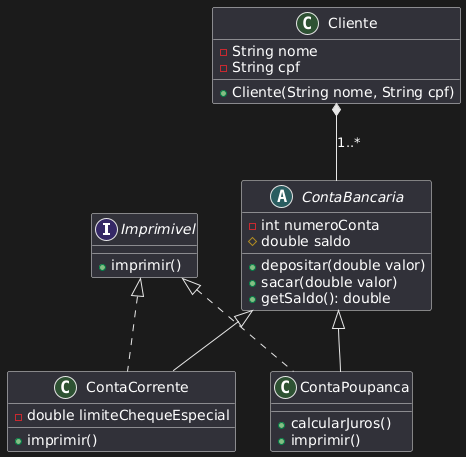 C Cliente
String nome
String cpf
Cliente(String nome, String cpf)
1..*
A ContaBancaria
int numeroConta
double saldo
depositar(double valor)
sacar(double valor)
getSaldo(): double
I Imprimivel
imprimir()
C ContaCorrente
double limiteChequeEspecial
imprimir()
C ContaPoupanca
calcularJuros()
imprimir()